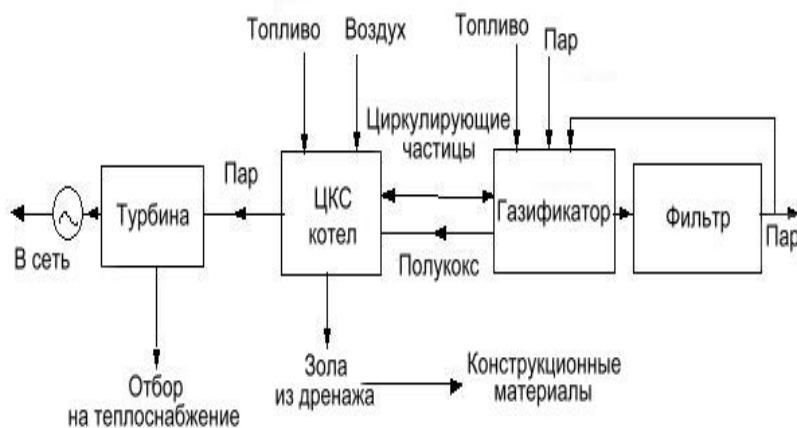 Топливо
Воздух
Топливо
Пар
Циркулирующие
частицы
Пар
Турбина
ЦКС
котел
Газификатор
Фильтр
Пар
В сеть
Полукокс
Отбор
на теплоснабжение
Зола
из дренажа
Конструкционные
материалы